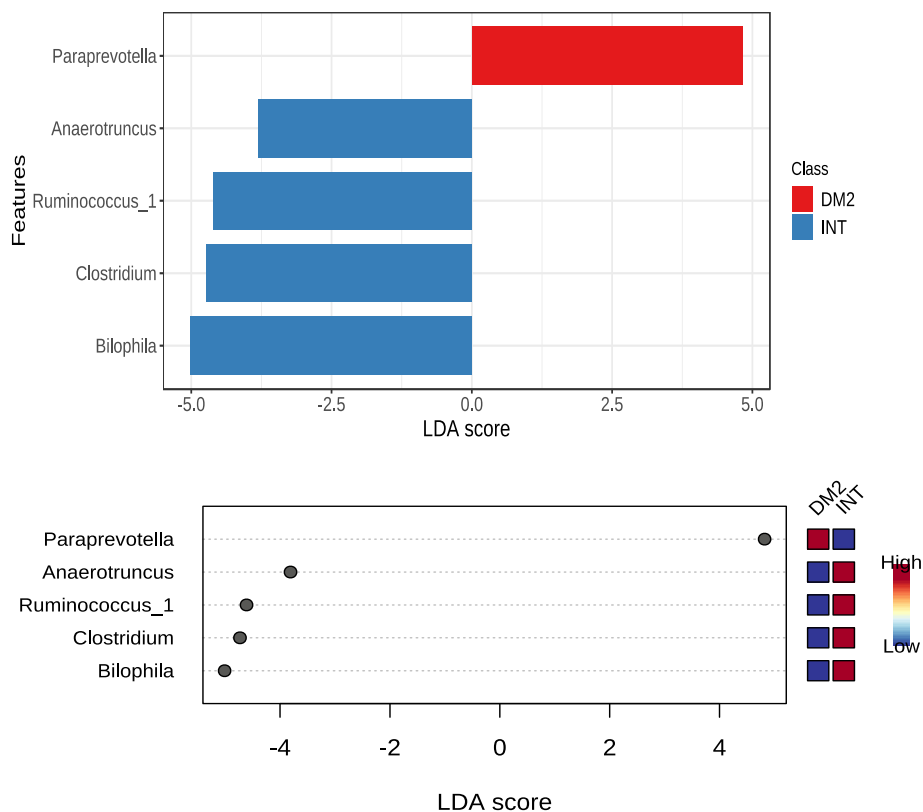 Features
Paraprevotella
Anaerotruncus
Ruminococcus_1
Clostridium
Bilophila
-5.0 -2.5 0.0 2.5 5.0
LDA score
Class
DM2
INT
DM2 INT
Paraprevotella
Anaerotruncus
Ruminococcus_1
Clostridium
Bilophila
High
Low
-4 -2 0 2 4
LDA score